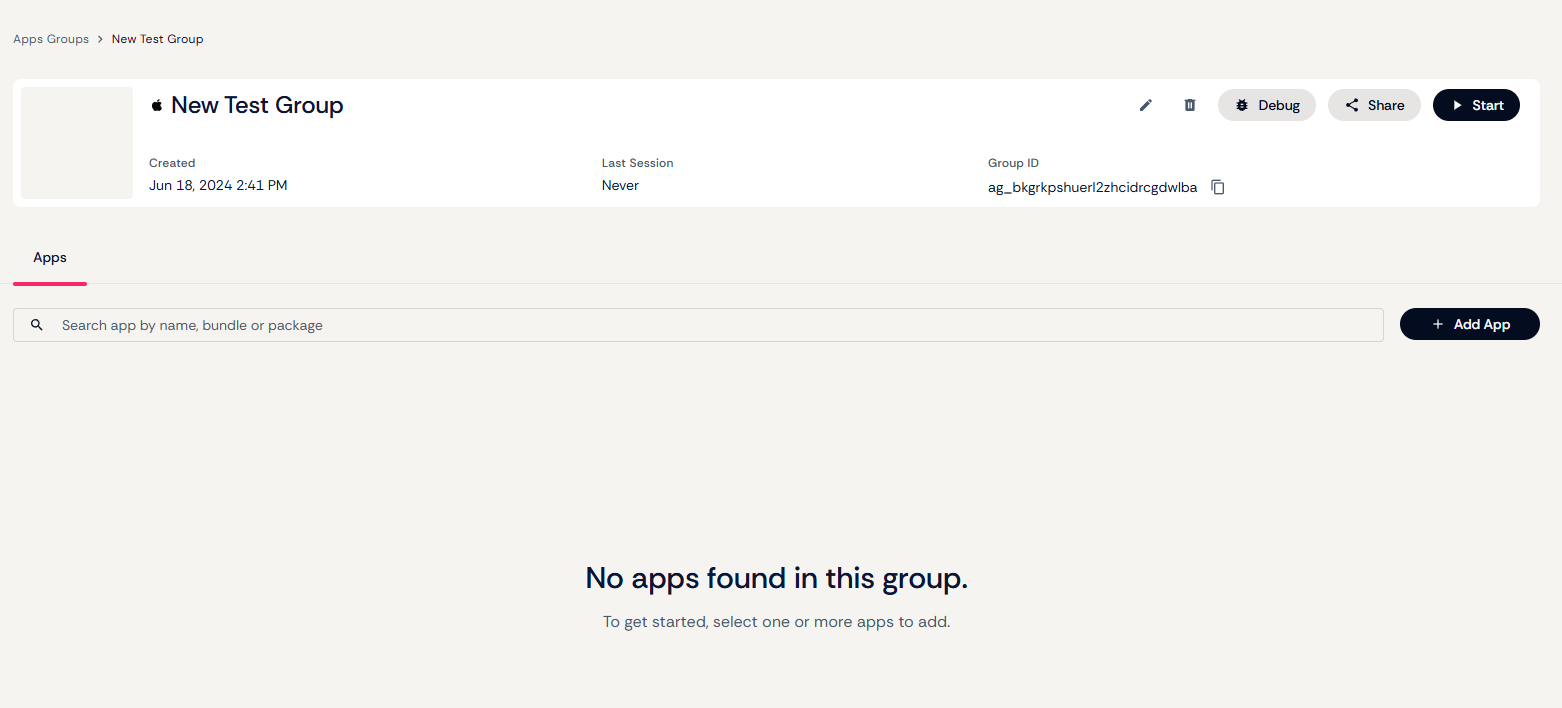 Apps Groups > New Test Group
New Test Group
Debug
Share
Start
Created
Last Session
Group ID
Jun 18, 2024 2:41 PM
Never
ag_bkgrkpshuerl2zhcidrcgdwlba
Apps
Search app by name, bundle or package
+ Add App
No apps found in this group.
To get started, select one or more apps to add.